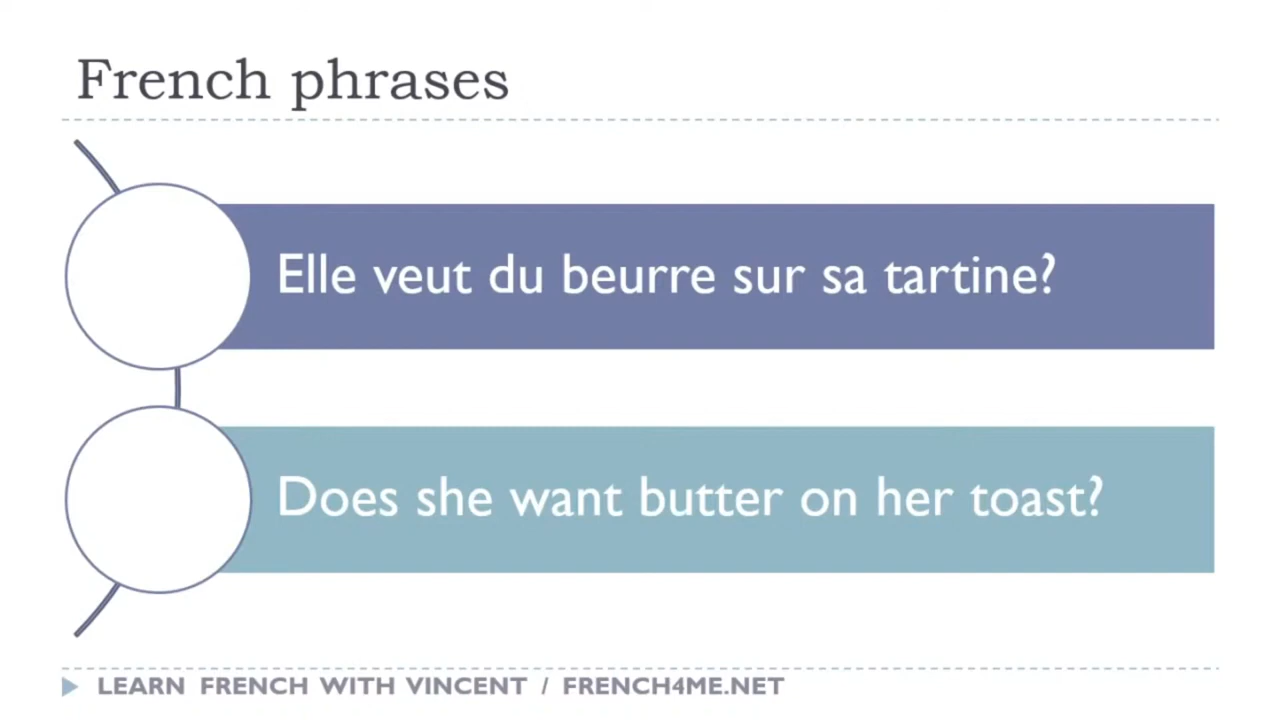 French phrases
Elle veut du beurre sur sa tartine?
Does she want butter on her toast?
LEARN FRENCH WITH VINCENT / FRENCH4ME.NET